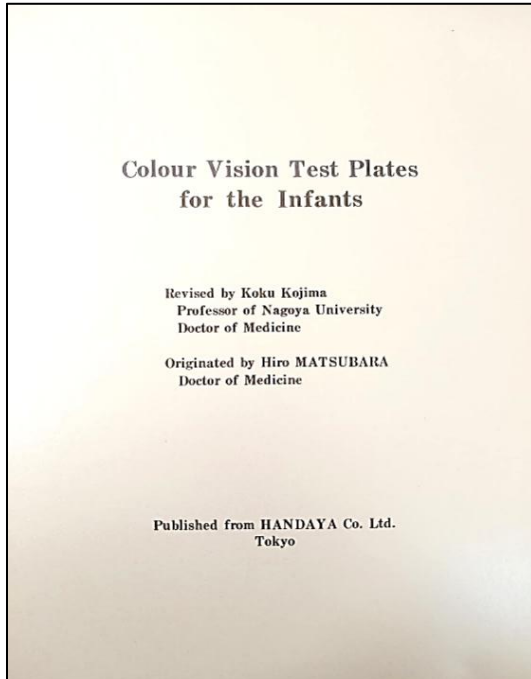 Colour Vision Test Plates
for the Infants
Revised by Koku Kojima
Professor of Nagoya University
Doctor of Medicine
Originated by Hiro MATSUBARA
Doctor of Medicine
Published from HANDAYA Co. Ltd.
Tokyo